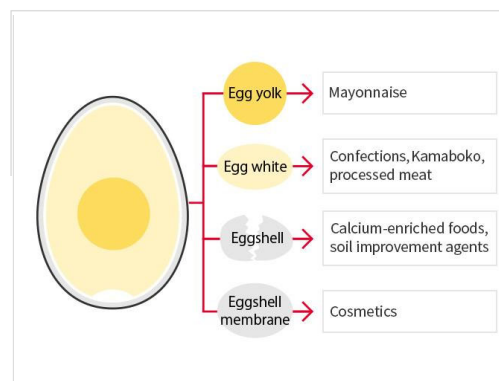 Egg yolk
Mayonnaise
Egg white
Confections, Kamaboko,
processed meat
Eggshell
Calcium-enriched foods,
soil improvement agents
Eggshell
membrane
Cosmetics